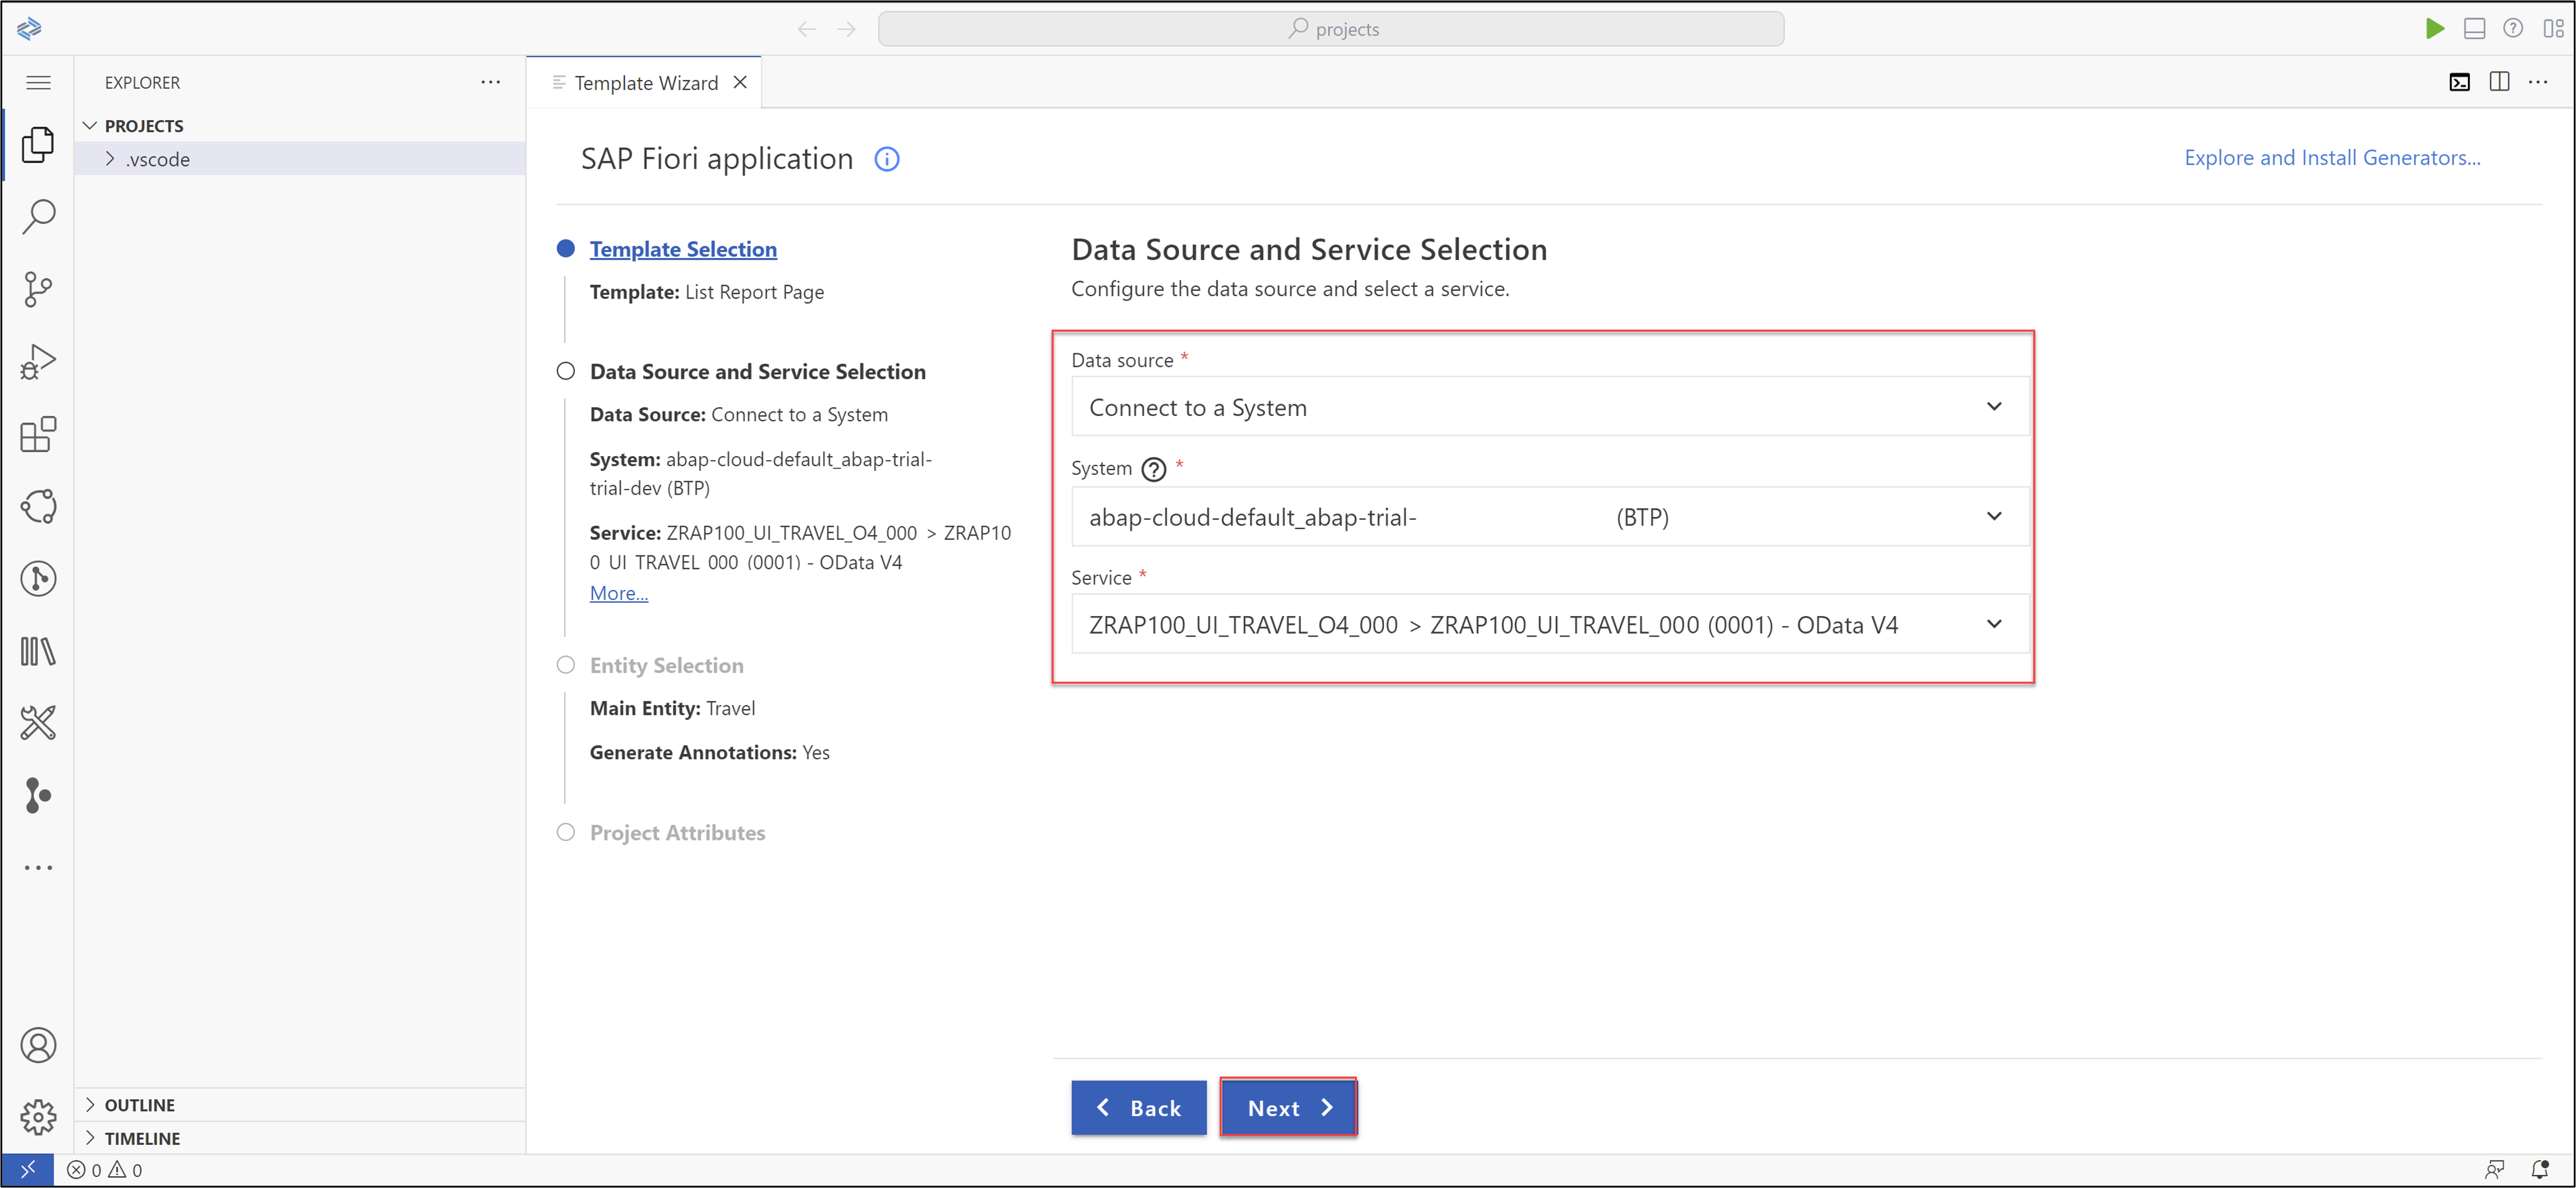 projects
EXPLORER
Template Wizard
PROJECTS
.vscode
SAP Fiori application
Explore and Install Generators...
Template Selection
Template: List Report Page
Data Source and Service Selection
Data Source: Connect to a System
System: abap-cloud-default_abap-trial-
trial-dev (BTP)
Service: ZRAP100_UI_TRAVEL_O4_000 > ZRAP10
0_UI_TRAVEL_000 (0001) - OData V4
More...
Entity Selection
Main Entity: Travel
Generate Annotations: Yes
Project Attributes
Data Source and Service Selection
Configure the data source and select a service.
Data source *
Connect to a System
System ? *
abap-cloud-default_abap-trial- (BTP)
Service *
ZRAP100_UI_TRAVEL_O4_000 > ZRAP100_UI_TRAVEL_000 (0001) - OData V4
Back
Next
OUTLINE
TIMELINE
0 0